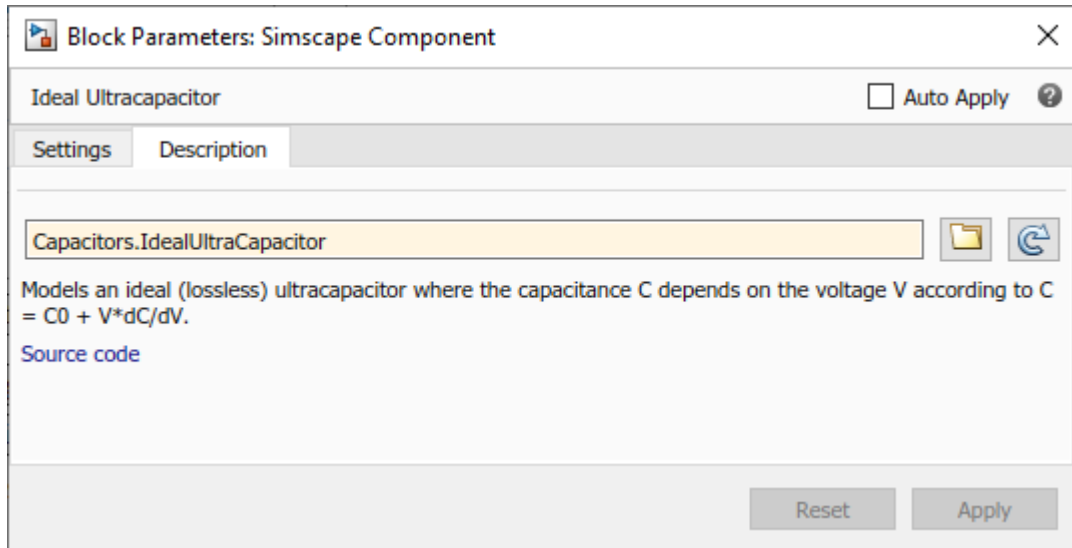 Block Parameters: Simscape Component
Ideal Ultracapacitor
Auto Apply
Settings
Description
Capacitors.IdealUltraCapacitor
Models an ideal (lossless) ultracapacitor where the capacitance C depends on the voltage V according to C
= C0 + V*dC/dV.
Source code
Reset
Apply